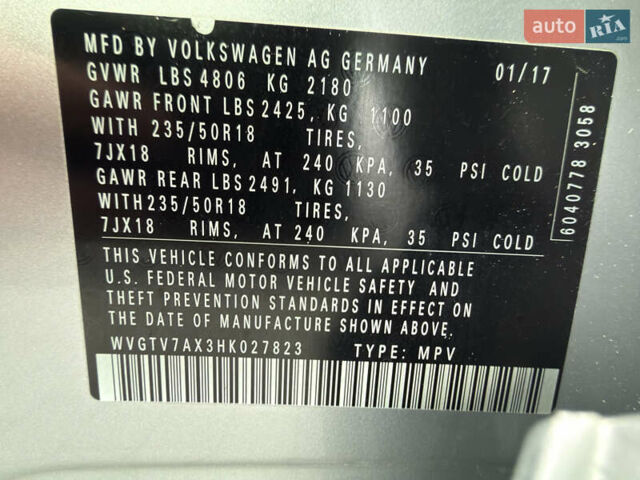 auto RIA
.com
MFD BY VOLKSWAGEN AG GERMANY 01/17
GVWR LBS 4806 KG 2180
GAWR FRONT LBS 2425, KG 1100
WITH 235/50R18 TIRES,
7JX18 RIMS, AT 240 KPA, 35 PSI COLD
GAWR REAR LBS 2491, KG 1130
WITH 235/50R18 TIRES,
7JX18 RIMS, AT 240 KPA, 35 PSI COLD
THIS VEHICLE CONFORMS TO ALL APPLICABLE
U.S. FEDERAL MOTOR VEHICLE SAFETY AND
THEFT PREVENTION STANDARDS IN EFFECT ON
THE DATE OF MANUFACTURE SHOWN ABOVE.
WVGTV7AX3HK027823 TYPE: MPV
6040778 3058